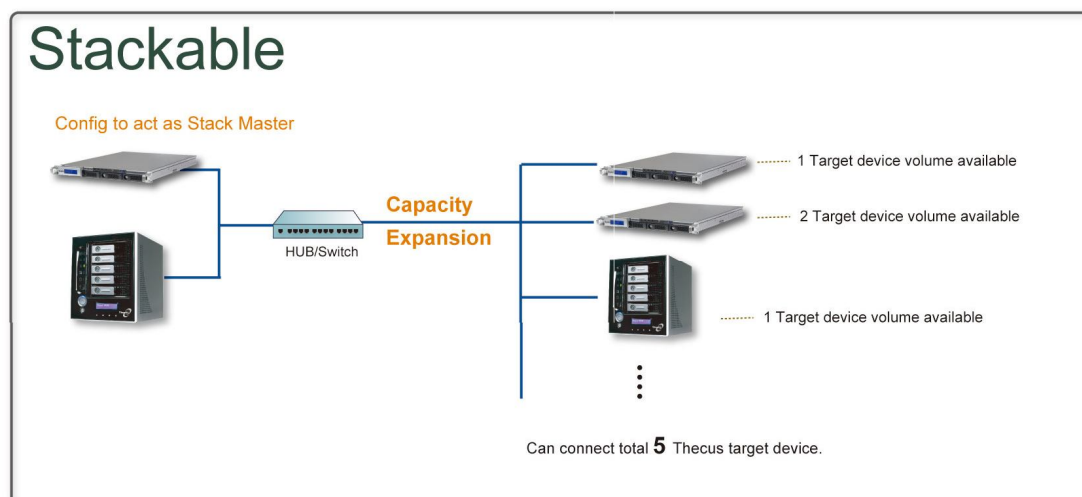 Stackable
Config to act as Stack Master
Capacity
Expansion
HUB/Switch
1 Target device volume available
2 Target device volume available
1 Target device volume available
Can connect total 5 Thecus target device.